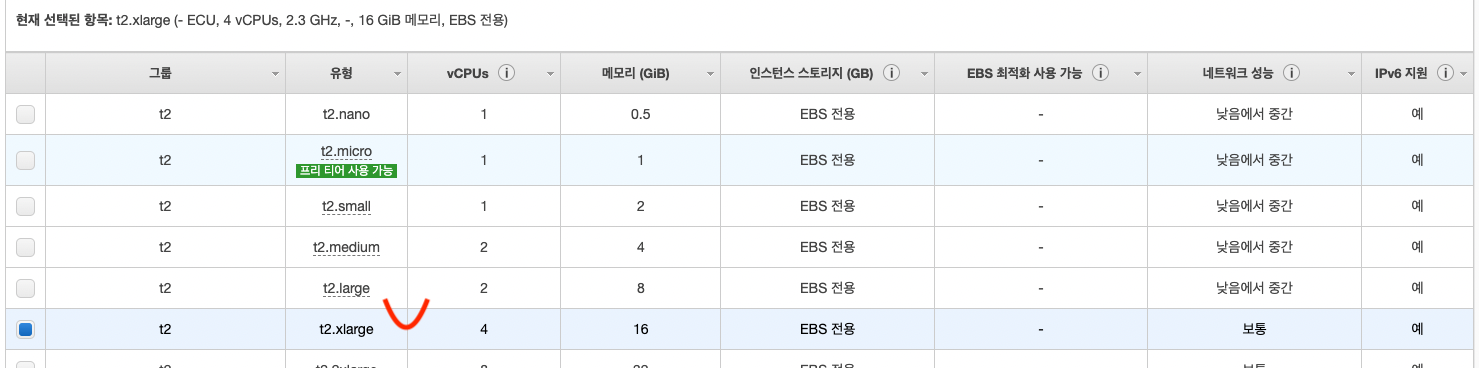 현재 선택된 항목: t2.xlarge (- ECU, 4 vCPUs, 2.3 GHz, -, 16 GiB 메모리, EBS 전용)
그룹 유형 vCPUs 메모리 (GiB) 인스턴스 스토리지 (GB) EBS 최적화 사용 가능 네트워크 성능 IPv6 지원
t2 t2.nano 1 0.5 EBS 전용 - 낮음에서 중간 예
t2 t2.micro 1 1 EBS 전용 - 낮음에서 중간 예
프리 티어 사용 가능
t2 t2.small 1 2 EBS 전용 - 낮음에서 중간 예
t2 t2.medium 2 4 EBS 전용 - 낮음에서 중간 예
t2 t2.large 2 8 EBS 전용 - 낮음에서 중간 예
t2 t2.xlarge 4 16 EBS 전용 - 보통 예